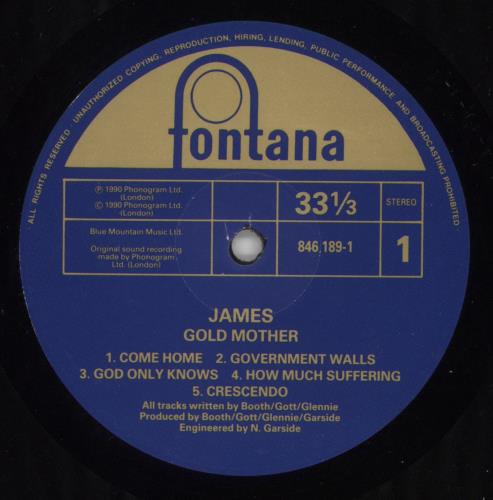 ALL RIGHTS RESERVED · UNAUTHORIZED COPYING, REPRODUCTION, HIRING, LENDING, PUBLIC PERFORMANCE AND BROADCASTING PROHIBITED
fontana
℗ 1990 Phonogram Ltd.
(London)
© 1990 Phonogram Ltd.
(London)
33⅓
STEREO
Blue Mountain Music Ltd.
Original sound recording
made by Phonogram
Ltd. (London)
846 189-1
1
JAMES
GOLD MOTHER
1. COME HOME 2. GOVERNMENT WALLS
3. GOD ONLY KNOWS 4. HOW MUCH SUFFERING
5. CRESCENDO
All tracks written by Booth/Gott/Glennie
Produced by Booth/Gott/Glennie/Garside
Engineered by N. Garside